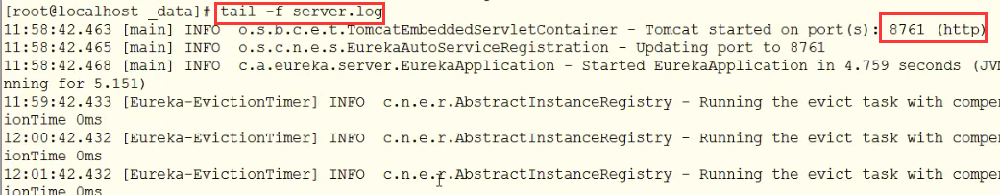 [root@localhost _data]# tail -f server.log
11:58:42.463 [main] INFO  o.s.b.c.e.t.TomcatEmbeddedServletContainer - Tomcat started on port(s): 8761 (http)
11:58:42.465 [main] INFO  o.s.c.n.e.s.EurekaAutoServiceRegistration - Updating port to 8761
11:58:42.468 [main] INFO  c.a.eureka.server.EurekaApplication - Started EurekaApplication in 4.759 seconds (JVM
nning for 5.151)
11:59:42.433 [Eureka-EvictionTimer] INFO  c.n.e.r.AbstractInstanceRegistry - Running the evict task with compen
ionTime 0ms
12:00:42.432 [Eureka-EvictionTimer] INFO  c.n.e.r.AbstractInstanceRegistry - Running the evict task with compen
ionTime 0ms
12:01:42.432 [Eureka-EvictionTimer] INFO  c.n.e.r.AbstractInstanceRegistry - Running the evict task with compen
ionTime 0ms